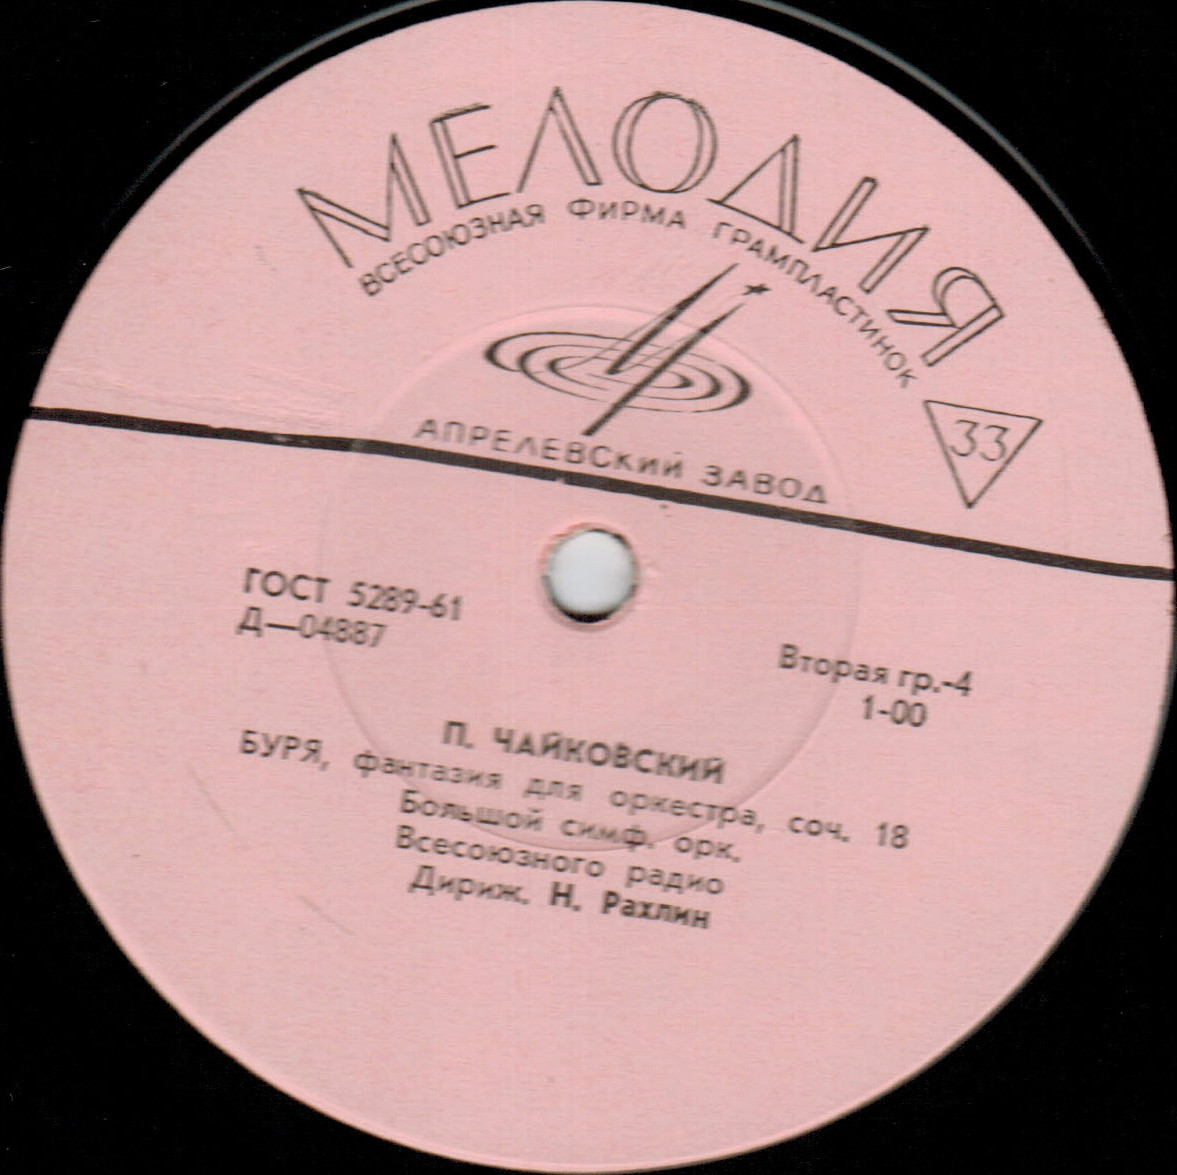 МЕЛОДИЯ
ВСЕСОЮЗНАЯ ФИРМА ГРАМПЛАСТИНОК
33
АПРЕЛЕВСКИЙ ЗАВОД
ГОСТ 5289-61
Д—04887
Вторая гр.-4
1-00
П. ЧАЙКОВСКИЙ
БУРЯ, фантазия для оркестра, соч. 18
Большой симф. орк.
Всесоюзного радио
Дириж. Н. Рахлин